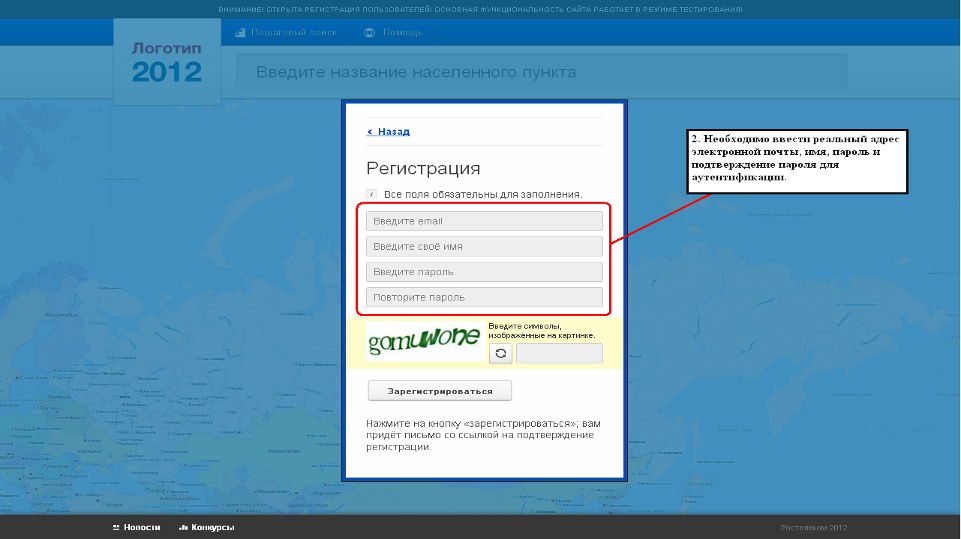 ВНИМАНИЕ! ОТКРЫТА РЕГИСТРАЦИЯ ПОЛЬЗОВАТЕЛЕЙ! ОСНОВНАЯ ФУНКЦИОНАЛЬНОСТЬ САЙТА РАБОТАЕТ В РЕЖИМЕ ТЕСТИРОВАНИЯ!
Логотип
2012
Пошаговый поиск
Помощь
Введите название населенного пункта
< Назад
Регистрация
i Все поля обязательны для заполнения.
Введите email
Введите своё имя
Введите пароль
Повторите пароль
2. Необходимо ввести реальный адрес
электронной почты, имя, пароль и
подтверждение пароля для
аутентификации.
gomuwone
Введите символы,
изображённые на картинке.
Зарегистрироваться
Нажмите на кнопку «зарегистрироваться»; вам
придёт письмо со ссылкой на подтверждение
регистрации.
Новости
Конкурсы
Ростелеком 2012